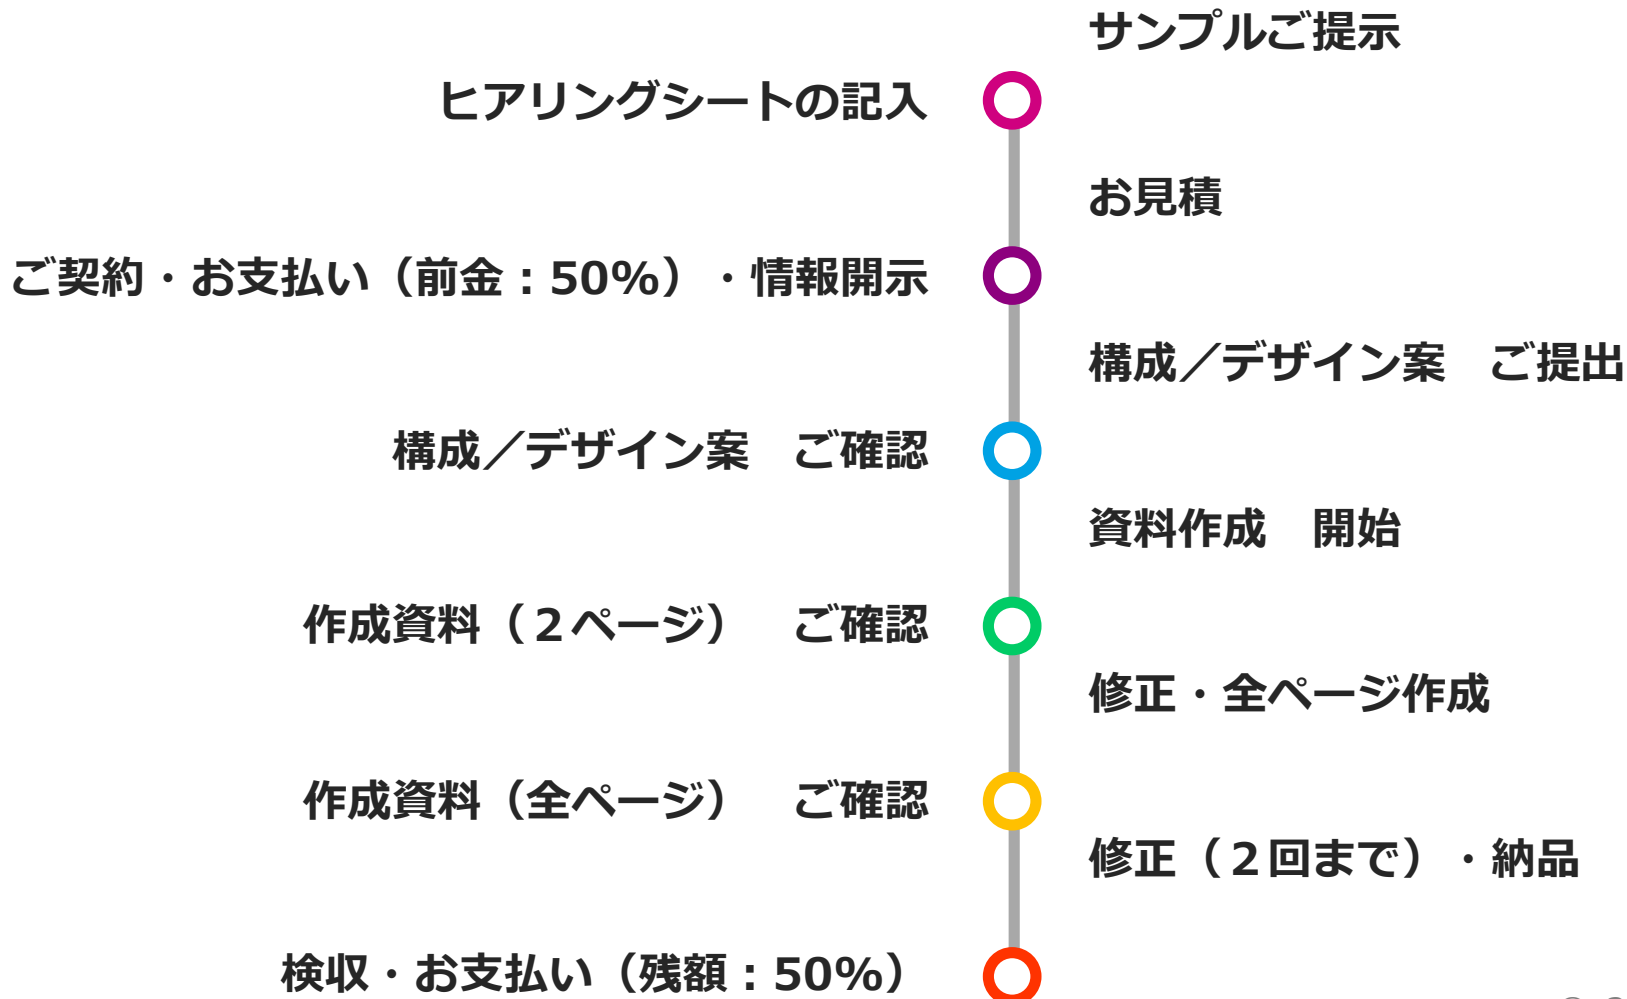 サンプルご提示
ヒアリングシートの記入
お見積
ご契約・お支払い（前金：50%）・情報開示
構成／デザイン案　ご提出
構成／デザイン案　ご確認
資料作成　開始
作成資料（２ページ）　ご確認
修正・全ページ作成
作成資料（全ページ）　ご確認
修正（２回まで）・納品
検収・お支払い（残額：50%）